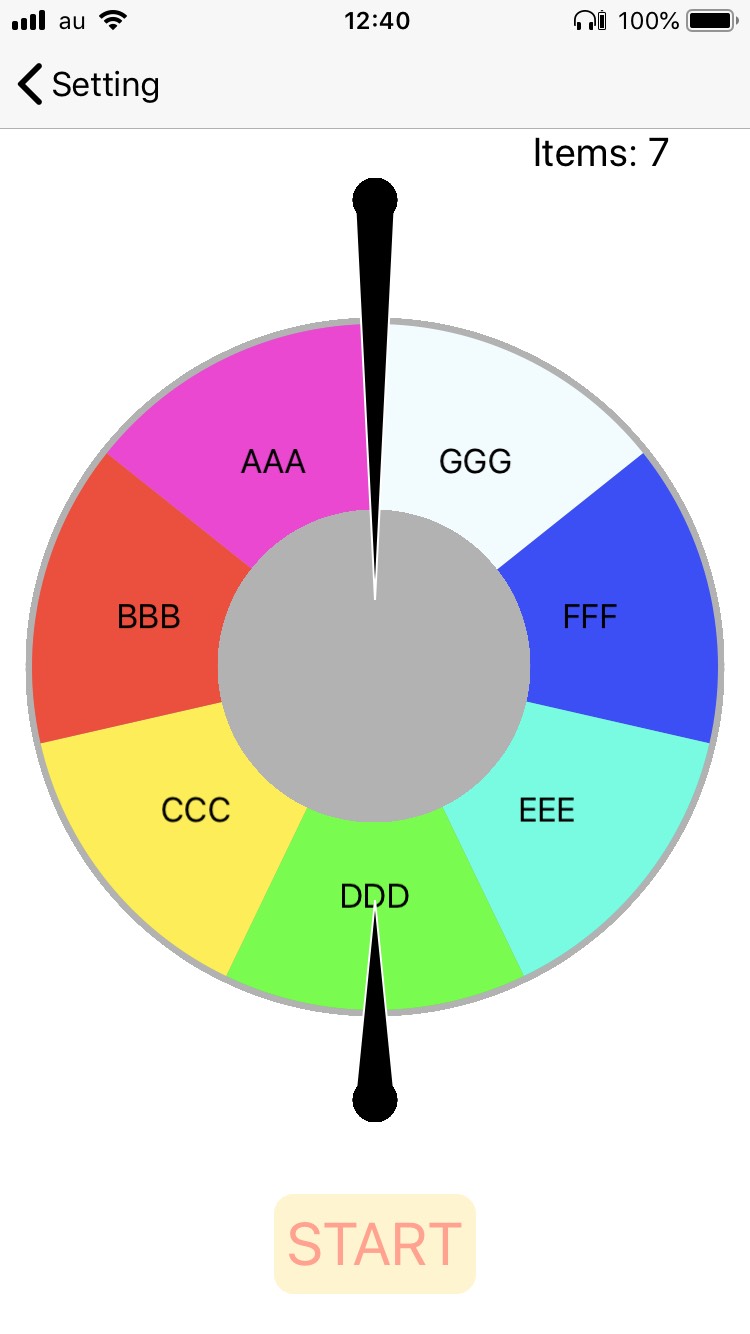 au 12:40 100%
Setting
Items: 7
AAA GGG
BBB FFF
CCC EEE
DDD
START